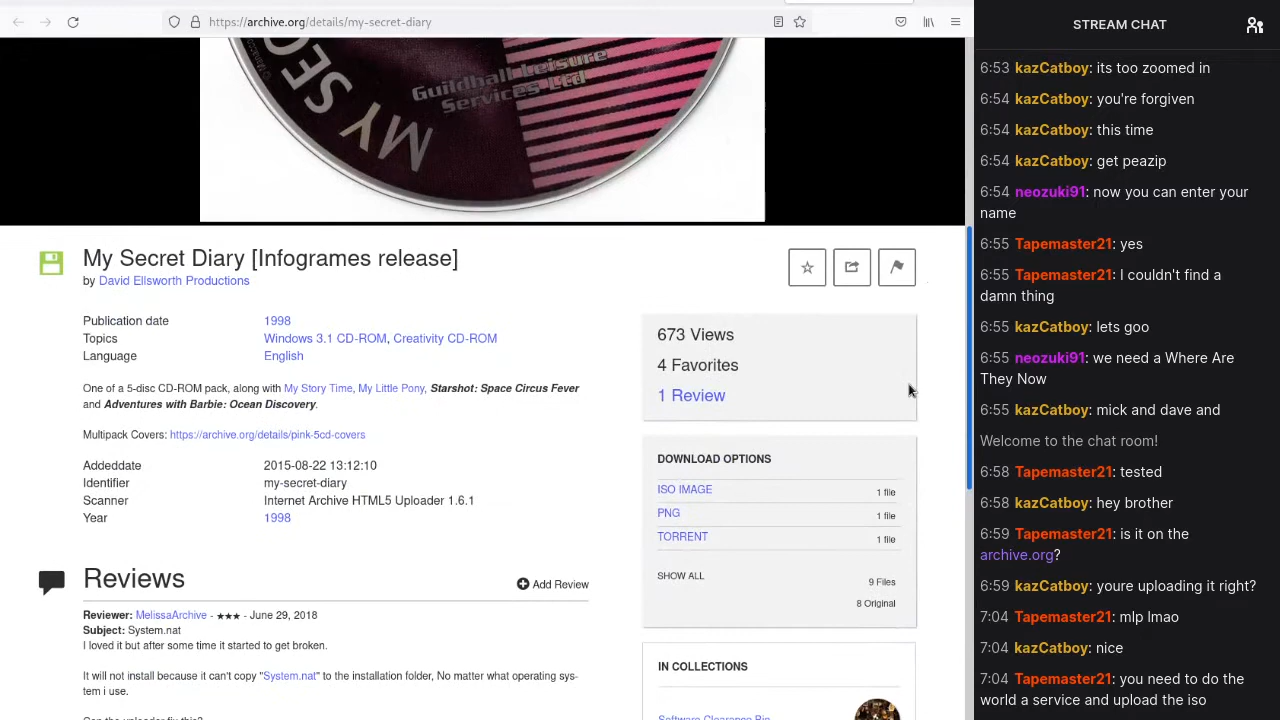 https://archive.org/details/my-secret-diary
MY SEC
Guildhall Leisure
Services Ltd
My Secret Diary [Infogrames release]
by David Ellsworth Productions
Publication date 1998
Topics Windows 3.1 CD-ROM, Creativity CD-ROM
Language English
One of a 5-disc CD-ROM pack, along with My Story Time, My Little Pony, Starshot: Space Circus Fever
and Adventures with Barbie: Ocean Discovery.
Multipack Covers: https://archive.org/details/pink-5cd-covers
Addeddate 2015-08-22 13:12:10
Identifier my-secret-diary
Scanner Internet Archive HTML5 Uploader 1.6.1
Year 1998
Reviews
Add Review
Reviewer: MelissaArchive - ★★★ - June 29, 2018
Subject: System.nat
I loved it but after some time it started to get broken.
It will not install because it can't copy "System.nat" to the installation folder, No matter what operating sys-
tem i use.
Can the uploader fix this?
673 Views
4 Favorites
1 Review
DOWNLOAD OPTIONS
ISO IMAGE 1 file
PNG 1 file
TORRENT 1 file
SHOW ALL 9 Files
8 Original
IN COLLECTIONS
Software Clearance Bin
STREAM CHAT
6:53 kazCatboy: its too zoomed in
6:54 kazCatboy: you're forgiven
6:54 kazCatboy: this time
6:54 kazCatboy: get peazip
6:54 neozuki91: now you can enter your
name
6:55 Tapemaster21: yes
6:55 Tapemaster21: I couldn't find a
damn thing
6:55 kazCatboy: lets goo
6:55 neozuki91: we need a Where Are
They Now
6:55 kazCatboy: mick and dave and
Welcome to the chat room!
6:58 Tapemaster21: tested
6:58 kazCatboy: hey brother
6:59 Tapemaster21: is it on the
archive.org?
6:59 kazCatboy: youre uploading it right?
7:04 Tapemaster21: mlp lmao
7:04 kazCatboy: nice
7:04 Tapemaster21: you need to do the
world a service and upload the iso